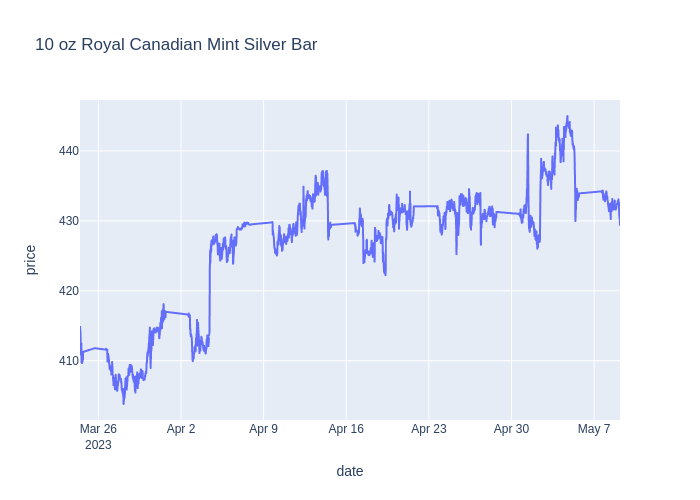 10 oz Royal Canadian Mint Silver Bar
440
430
420
410
price
Mar 26
2023
Apr 2
Apr 9
Apr 16
Apr 23
Apr 30
May 7
date